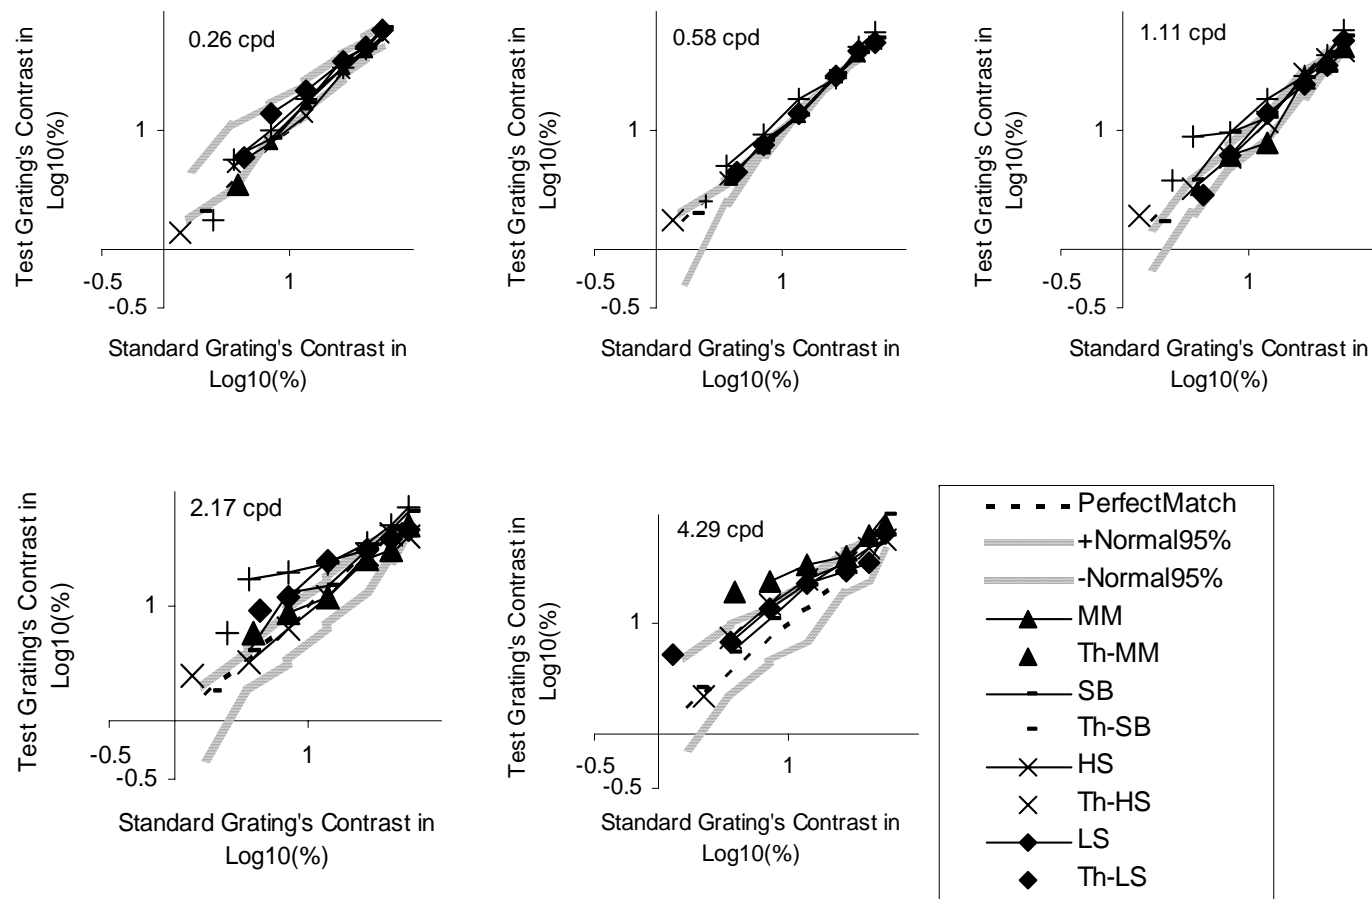 0.26 cpd
Test Grating's Contrast in
Log10(%)
1
-0.5
1
-0.5
Standard Grating's Contrast in
Log10(%)
0.58 cpd
Test Grating's Contrast in
Log10(%)
1
-0.5
1
-0.5
Standard Grating's Contrast in
Log10(%)
1.11 cpd
Test Grating's Contrast in
Log10(%)
1
-0.5
1
-0.5
Standard Grating's Contrast in
Log10(%)
2.17 cpd
Test Grating's Contrast in
Log10(%)
1
-0.5
1
-0.5
Standard Grating's Contrast in
Log10(%)
4.29 cpd
Test Grating's Contrast in
Log10(%)
1
-0.5
1
-0.5
Standard Grating's Contrast in
Log10(%)
PerfectMatch
+Normal95%
-Normal95%
MM
Th-MM
SB
Th-SB
HS
Th-HS
LS
Th-LS